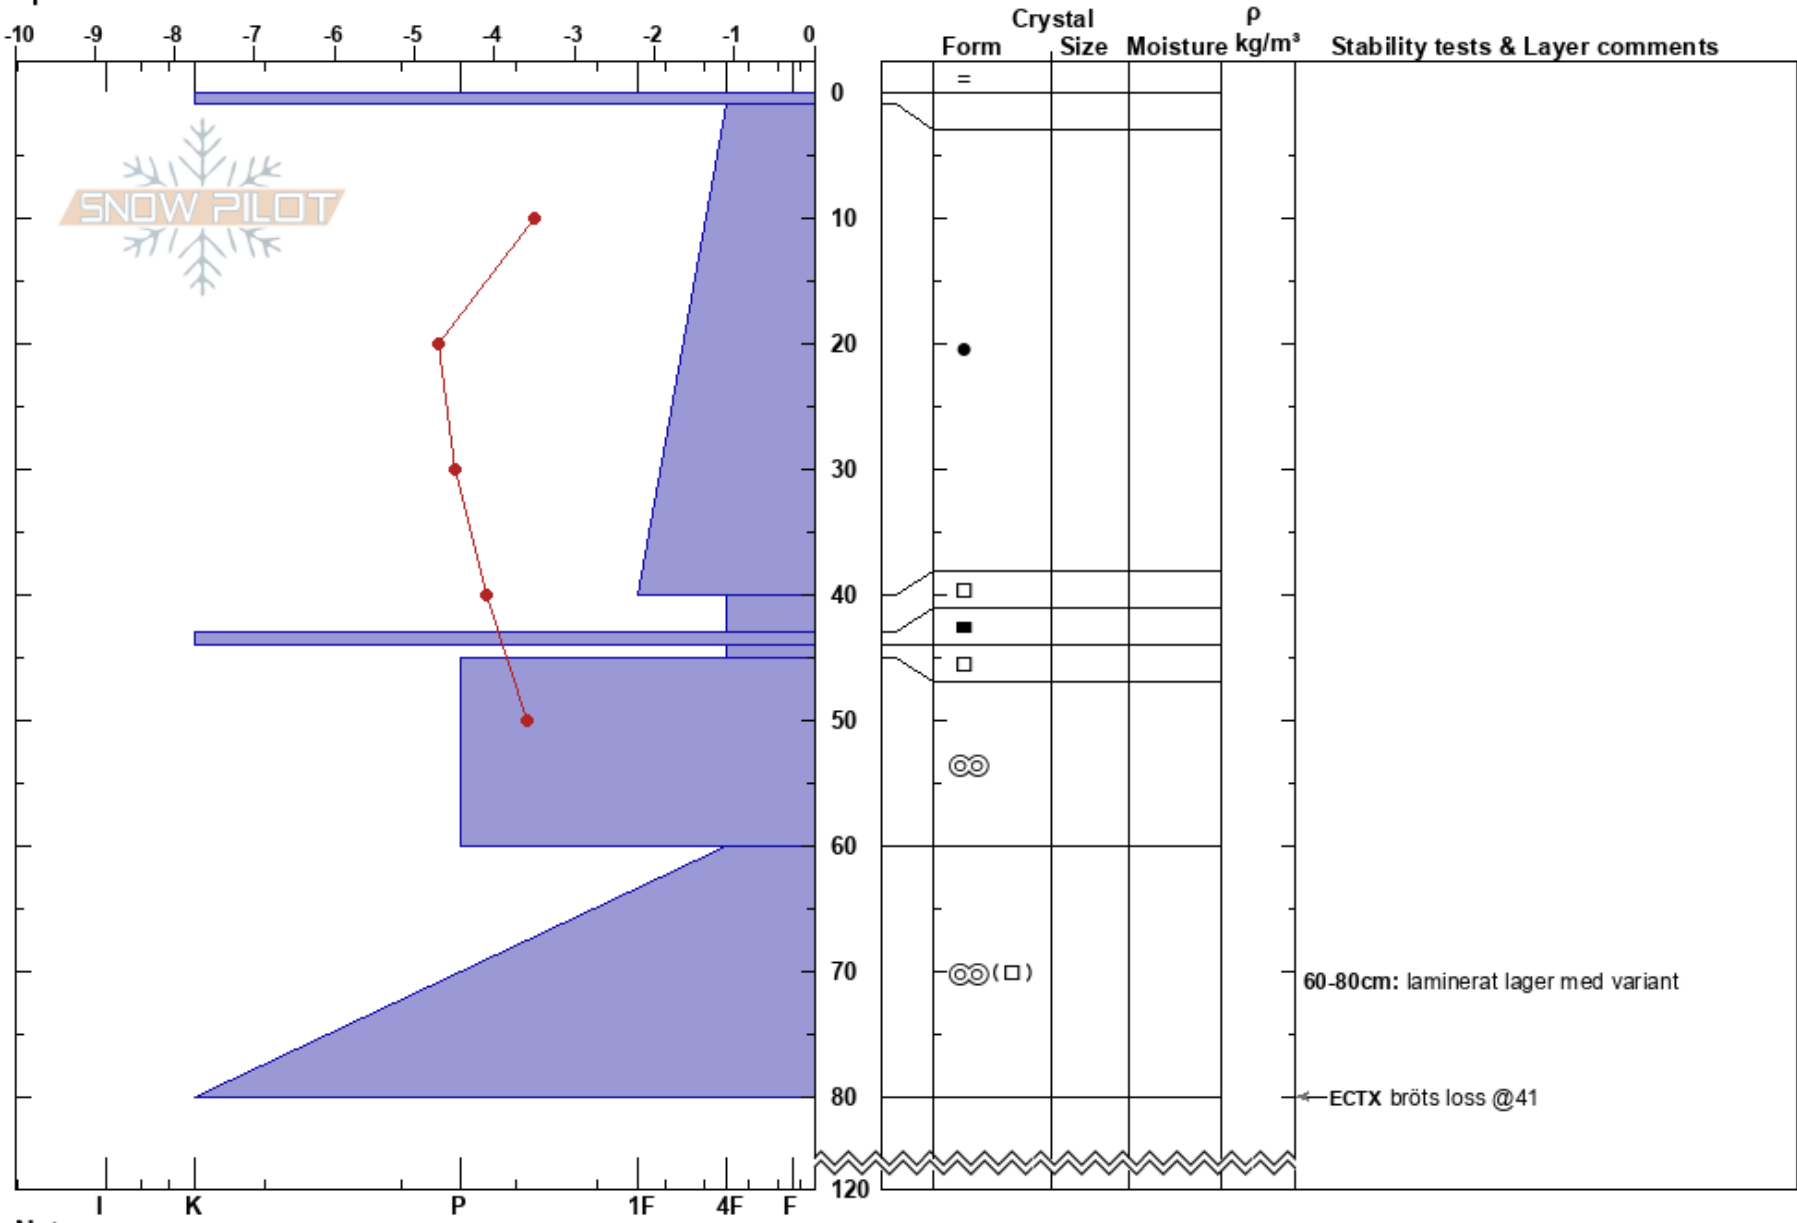 Crystal ρ
-10 -9 -8 -7 -6 -5 -4 -3 -2 -1 0
Form Size Moisture kg/m³ Stability tests & Layer comments
=
0
SNOW PILOT
10
20
30
40
50
60
70
( )
60-80cm: laminerat lager med variant
80
ECTX bröts loss @41
120
I K P 1F 4F F